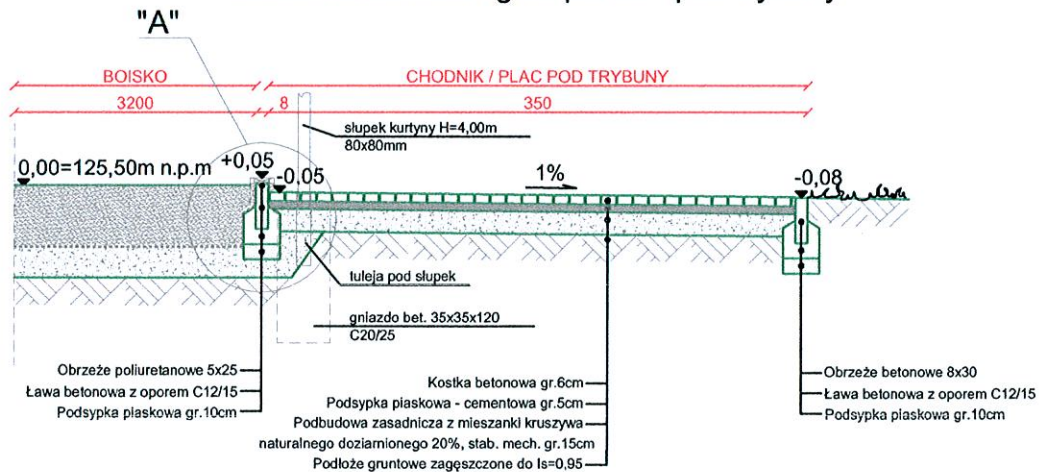 "A"
BOISKO
CHODNIK / PLAC POD TRYBUNY
3200
8
350
słupek kurtyny H=4,00m
80x80mm
0,00=125,50m n.p.m
+0,05
-0,05
1%
-0,08
tuleja pod słupek
gniazdo bet. 35x35x120
C20/25
Obrzeże poliuretanowe 5x25
Ława betonowa z oporem C12/15
Podsypka piaskowa gr.10cm
Kostka betonowa gr.6cm
Podsypka piaskowa - cementowa gr.5cm
Podbudowa zasadnicza z mieszanki kruszywa
naturalnego doziarnionego 20%, stab. mech. gr.15cm
Podłoże gruntowe zagęszczone do Is=0,95
Obrzeże betonowe 8x30
Ława betonowa z oporem C12/15
Podsypka piaskowa gr.10cm